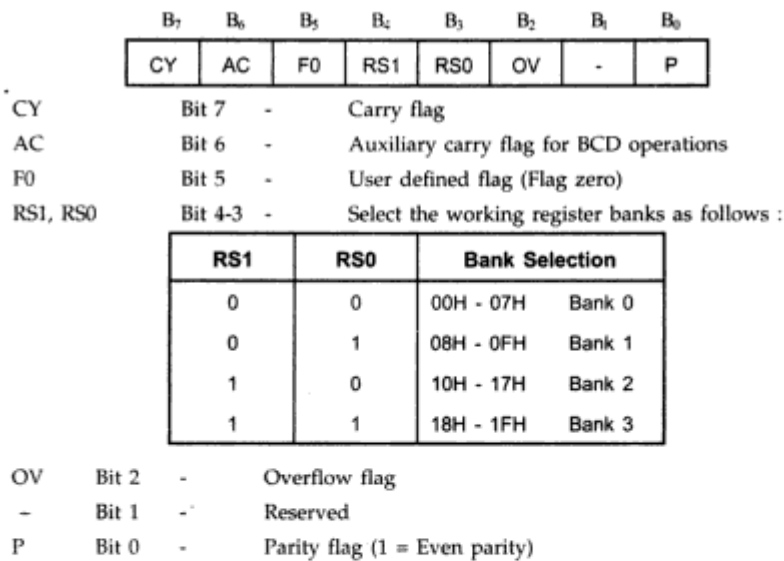 B₇ B₆ B₅ B₄ B₃ B₂ B₁ B₀
CY AC F0 RS1 RS0 OV - P
CY Bit 7 - Carry flag
AC Bit 6 - Auxiliary carry flag for BCD operations
F0 Bit 5 - User defined flag (Flag zero)
RS1, RS0 Bit 4-3 - Select the working register banks as follows :
RS1 RS0 Bank Selection
0 0 00H - 07H Bank 0
0 1 08H - 0FH Bank 1
1 0 10H - 17H Bank 2
1 1 18H - 1FH Bank 3
OV Bit 2 - Overflow flag
– Bit 1 - Reserved
P Bit 0 - Parity flag (1 = Even parity)